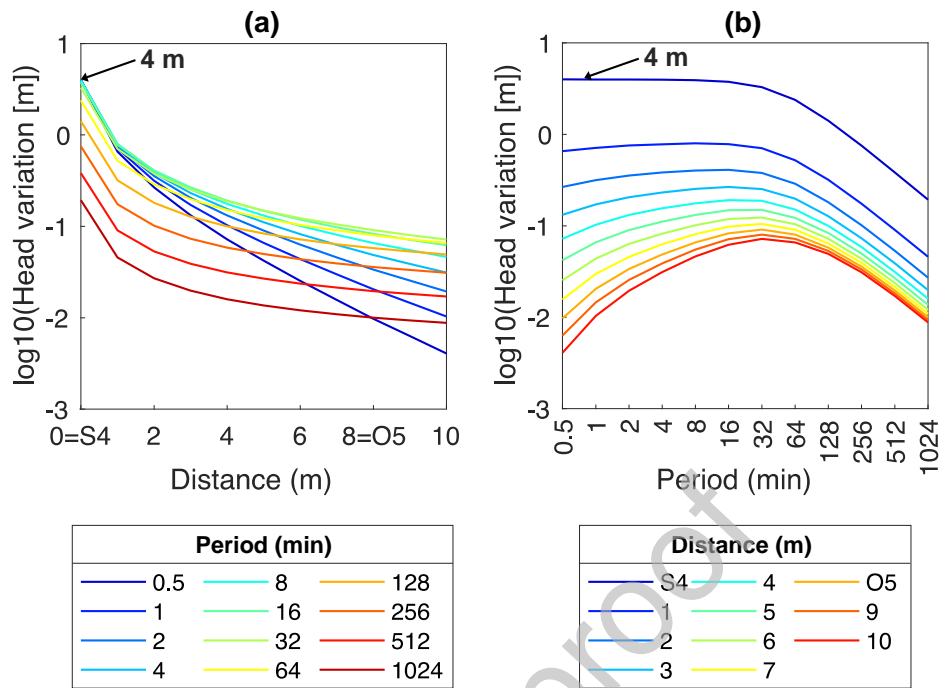 (a)
(b)
4 m
4 m
log10(Head variation [m])
1
0
-1
-2
-3
0=S4 2 4 6 8=O5 10
Distance (m)
log10(Head variation [m])
1
0
-1
-2
-3
0.5 1 2 4 8 16 32 64 128 256 512 1024
Period (min)
Period (min)
0.5 8 128
1 16 256
2 32 512
4 64 1024
Distance (m)
S4 4 O5
1 5 9
2 6 10
3 7
proof